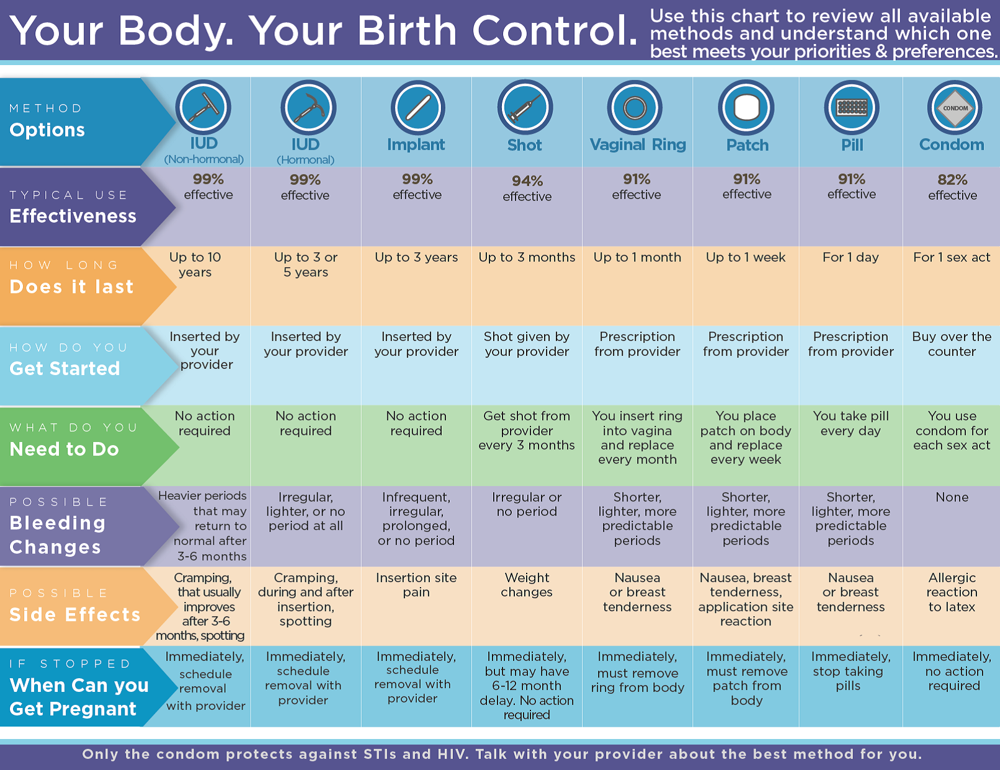 Your Body. Your Birth Control.
Use this chart to review all available
methods and understand which one
best meets your priorities & preferences.
METHOD
Options
IUD
(Non-hormonal)
IUD
(Hormonal)
Implant
Shot
Vaginal Ring
Patch
Pill
CONDOM
Condom
TYPICAL USE
Effectiveness
99%
effective
99%
effective
99%
effective
94%
effective
91%
effective
91%
effective
91%
effective
82%
effective
HOW LONG
Does it last
Up to 10
years
Up to 3 or
5 years
Up to 3 years
Up to 3 months
Up to 1 month
Up to 1 week
For 1 day
For 1 sex act
HOW DO YOU
Get Started
Inserted by
your
provider
Inserted by
your provider
Inserted by
your provider
Shot given by
your provider
Prescription
from provider
Prescription
from provider
Prescription
from provider
Buy over the
counter
WHAT DO YOU
Need to Do
No action
required
No action
required
No action
required
Get shot from
provider
every 3 months
You insert ring
into vagina
and replace
every month
You place
patch on body
and replace
every week
You take pill
every day
You use
condom for
each sex act
POSSIBLE
Bleeding
Changes
Heavier periods
that may
return to
normal after
3-6 months
Irregular,
lighter, or no
period at all
Infrequent,
irregular,
prolonged,
or no period
Irregular or
no period
Shorter,
lighter, more
predictable
periods
Shorter,
lighter, more
predictable
periods
Shorter,
lighter, more
predictable
periods
None
POSSIBLE
Side Effects
Cramping,
that usually
improves
after 3-6
months, spotting
Cramping,
during and after
insertion,
spotting
Insertion site
pain
Weight
changes
Nausea
or breast
tenderness
Nausea, breast
tenderness,
application site
reaction
Nausea
or breast
tenderness
Allergic
reaction
to latex
IF STOPPED
When Can you
Get Pregnant
Immediately,
schedule
removal
with provider
Immediately,
schedule
removal with
provider
Immediately,
schedule
removal with
provider
Immediately,
but may have
6-12 month
delay. No action
required
Immediately,
must remove
ring from body
Immediately,
must remove
patch from
body
Immediately,
stop taking
pills
Immediately,
no action
required
Only the condom protects against STIs and HIV. Talk with your provider about the best method for you.